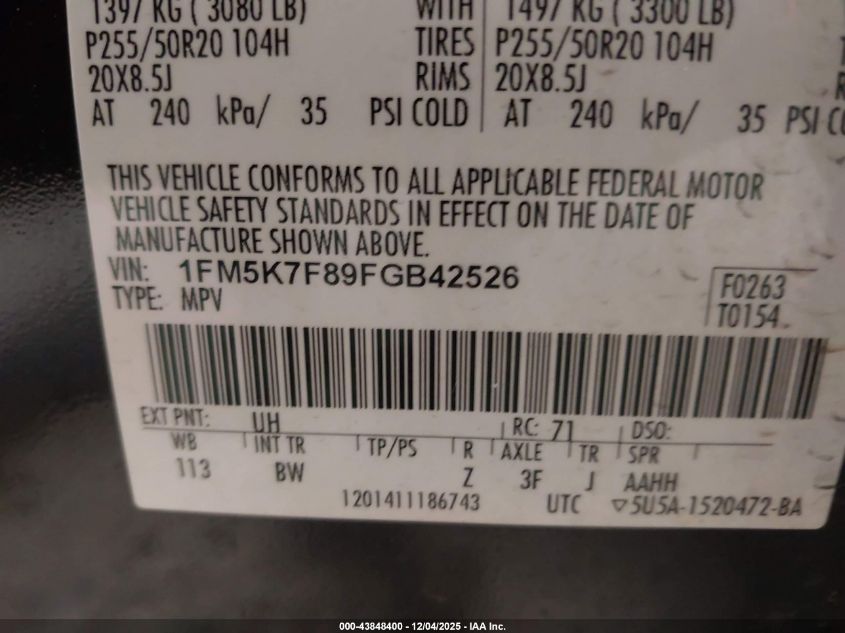 1397 KG ( 3080 LB) WITH 1497 KG ( 3300 LB)
P255/50R20 104H TIRES P255/50R20 104H
20X8.5J RIMS 20X8.5J
AT 240 kPa/ 35 PSI COLD AT 240 kPa/ 35 PSI
THIS VEHICLE CONFORMS TO ALL APPLICABLE FEDERAL MOTOR
VEHICLE SAFETY STANDARDS IN EFFECT ON THE DATE OF
MANUFACTURE SHOWN ABOVE.
VIN: 1FM5K7F89FGB42526
TYPE: MPV
F0263
T0154
EXT PNT: UH RC: 71 DSO:
WB INT TR TP/PS R AXLE TR SPR
113 BW Z 3F J AAHH
1201411186743 UTC ▽5U5A-1520472-BA
000-43848400 - 12/04/2025 - IAA Inc.